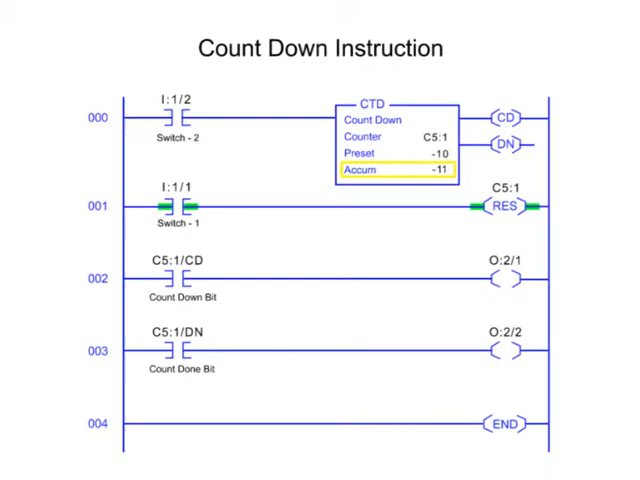 Count Down Instruction
I:1/2
CTD
000
Count Down
CD
Switch - 2
Counter C5:1
DN
Preset -10
Accum -11
I:1/1
C5:1
001
RES
Switch - 1
C5:1/CD
O:2/1
002
Count Down Bit
C5:1/DN
O:2/2
003
Count Done Bit
004
END